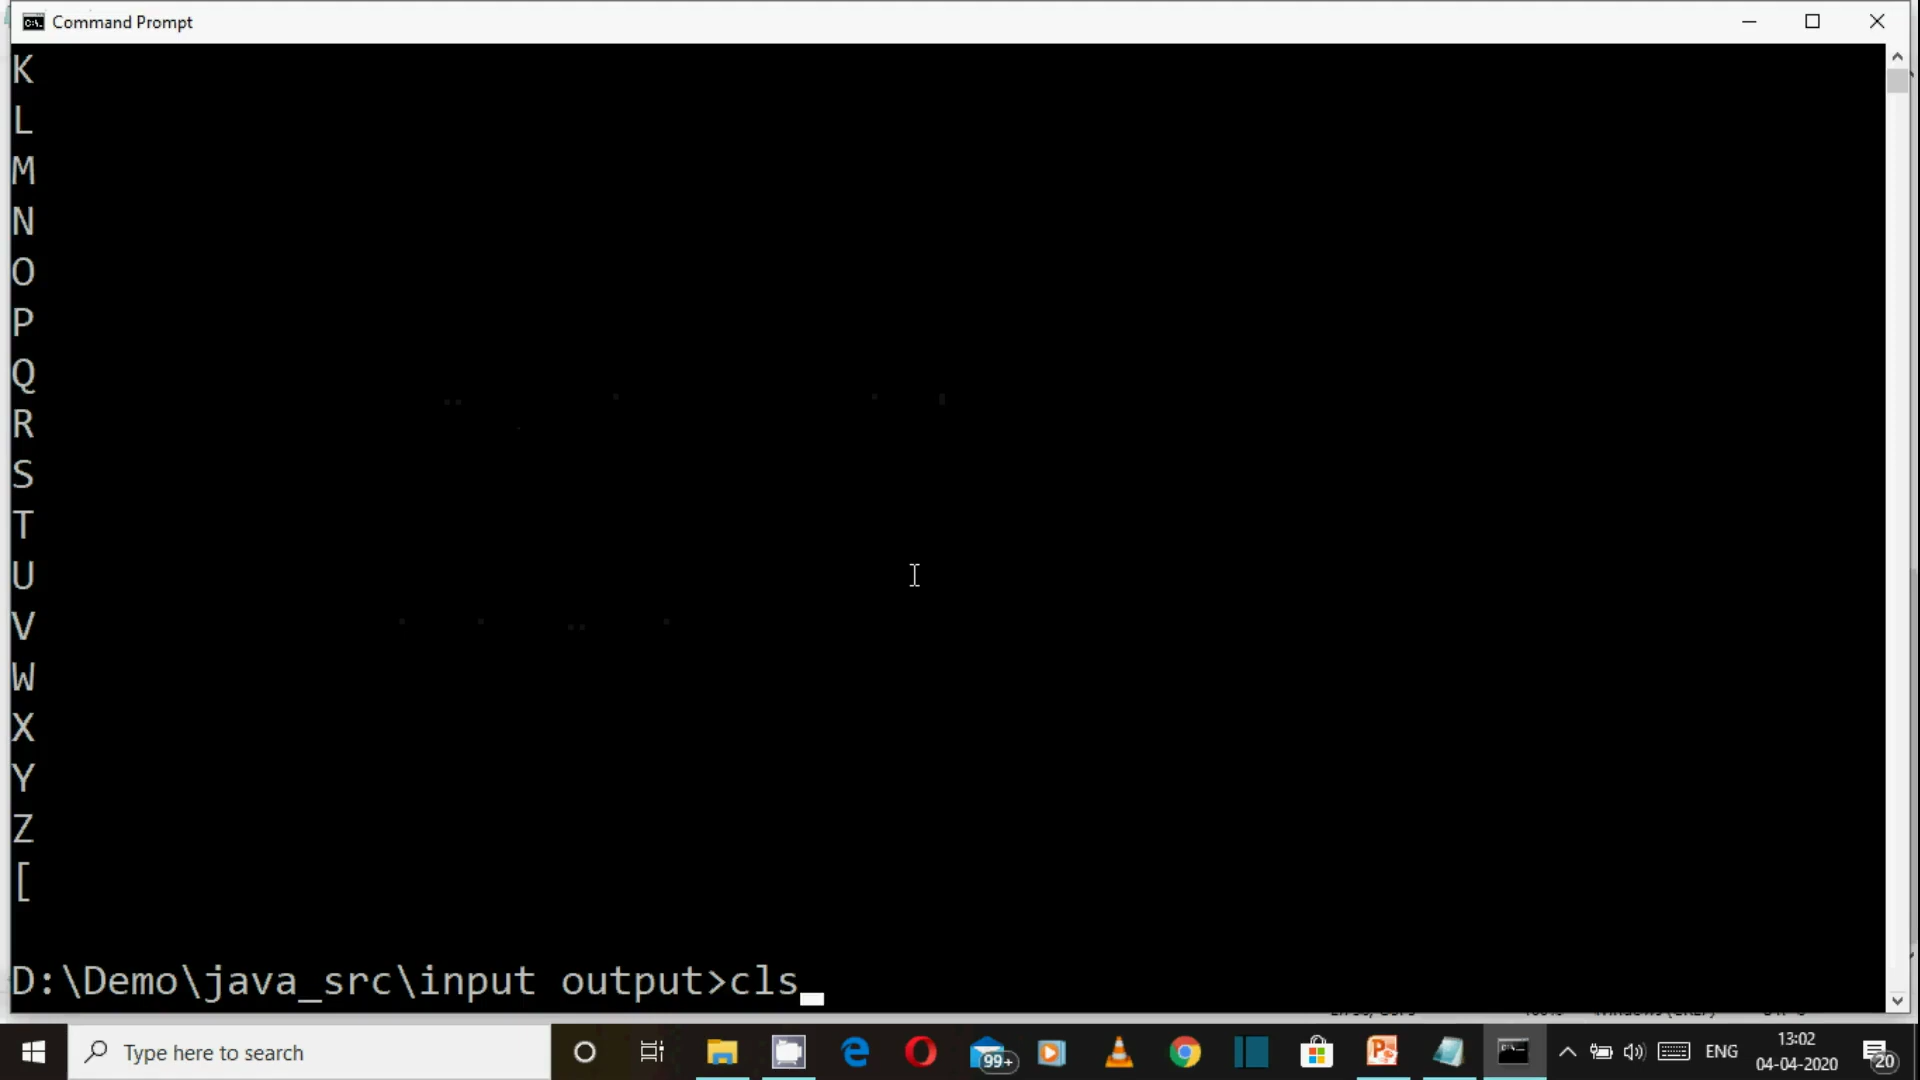 Command Prompt
K
L
M
N
O
P
Q
R
S
T
U
V
W
X
Y
Z
[
D:\Demo\java_src\input output>cls
Type here to search
99+
ENG
13:02
04-04-2020
20